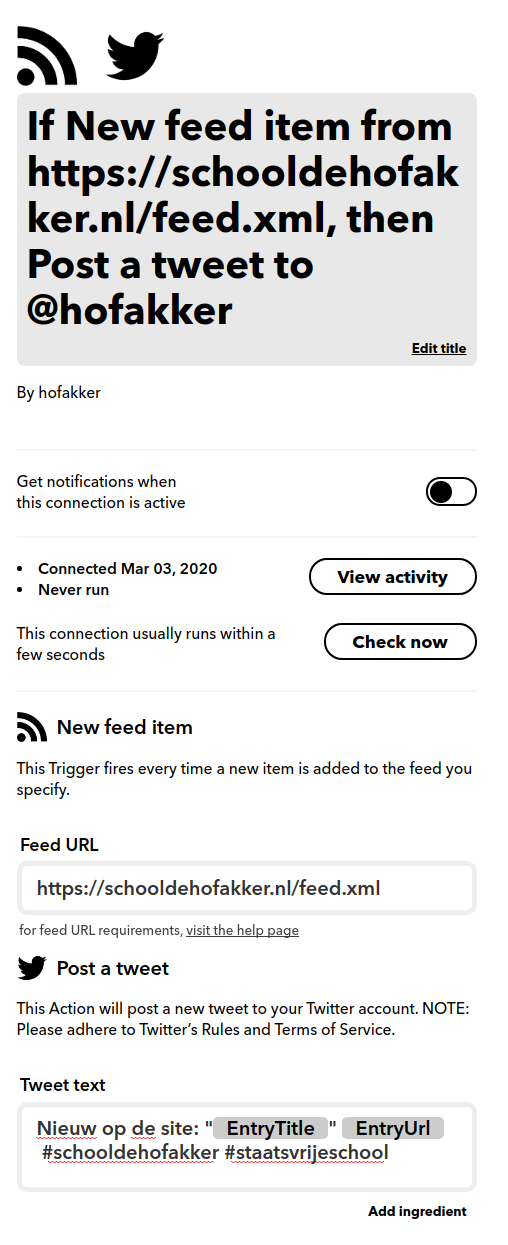 If New feed item from
https://schooldehofak
ker.nl/feed.xml, then
Post a tweet to
@hofakker
Edit title
By hofakker
Get notifications when
this connection is active
• Connected Mar 03, 2020
View activity
• Never run
This connection usually runs within a
few seconds
Check now
New feed item
This Trigger fires every time a new item is added to the feed you
specify.
Feed URL
https://schooldehofakker.nl/feed.xml
for feed URL requirements, visit the help page
Post a tweet
This Action will post a new tweet to your Twitter account. NOTE:
Please adhere to Twitter’s Rules and Terms of Service.
Tweet text
Nieuw op de site: "EntryTitle" EntryUrl
#schooldehofakker #staatsvrijeschool
Add ingredient